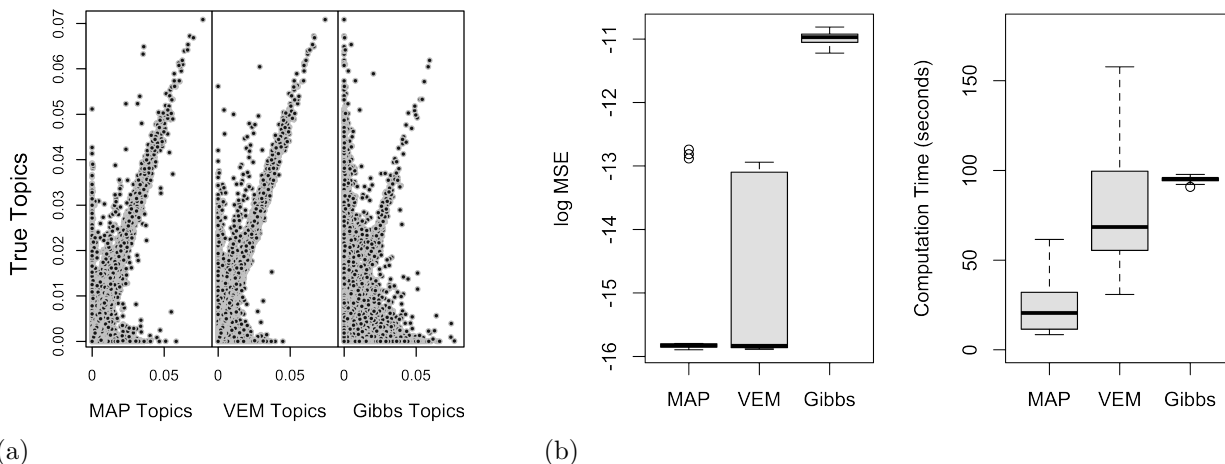 True Topics
0.00 0.01 0.02 0.03 0.04 0.05 0.06 0.07
0 0.05 0 0.05 0 0.05
MAP Topics VEM Topics Gibbs Topics
(a)
log MSE
-16 -15 -14 -13 -12 -11
MAP VEM Gibbs
Computation Time (seconds)
0 50 100 150
MAP VEM Gibbs
(b)